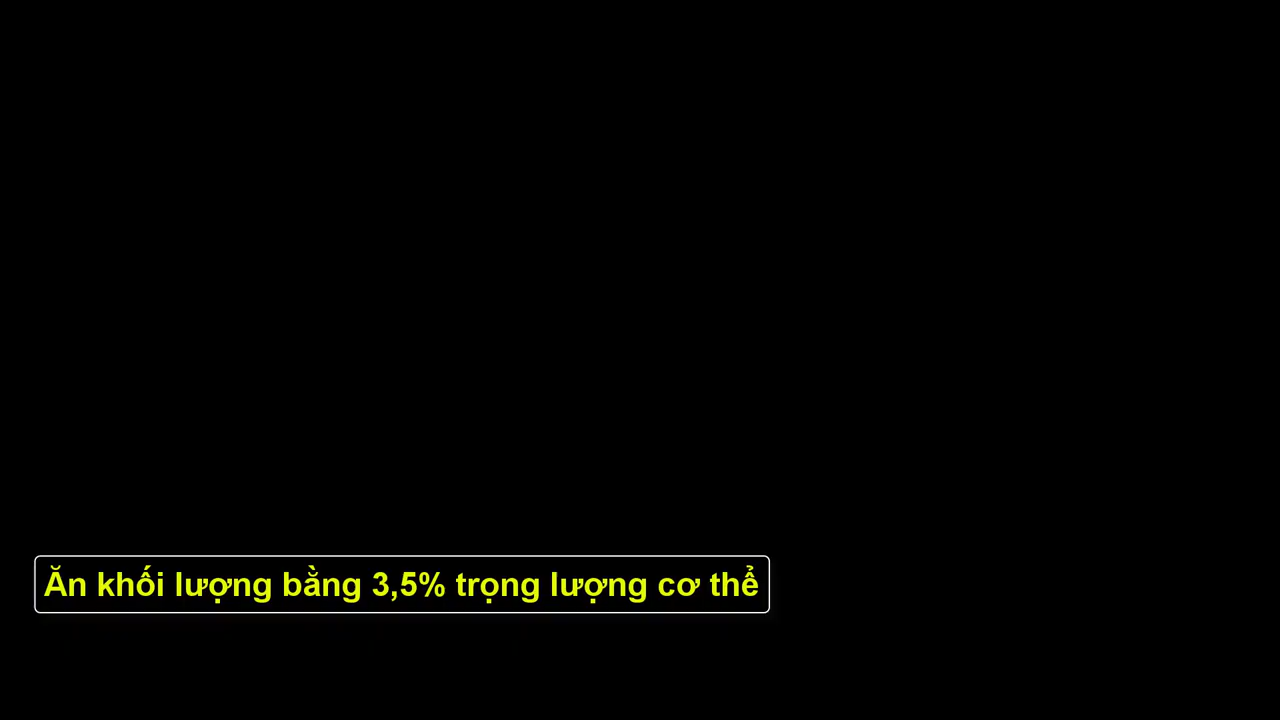 Ăn khối lượng bằng 3,5% trọng lượng cơ thể